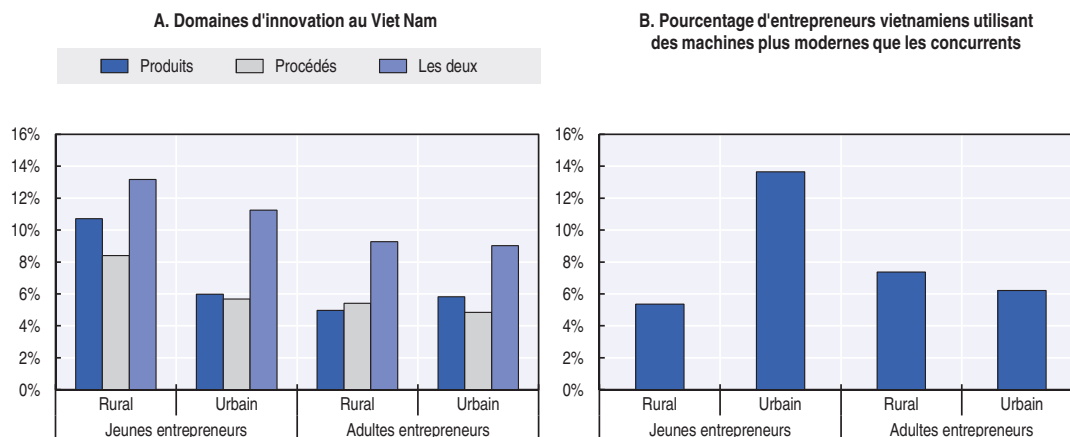 A. Domaines d'innovation au Viet Nam
Produits
Procédés
Les deux
16%
14%
12%
10%
8%
6%
4%
2%
0%
Rural
Urbain
Rural
Urbain
Jeunes entrepreneurs
Adultes entrepreneurs
B. Pourcentage d'entrepreneurs vietnamiens utilisant
des machines plus modernes que les concurrents
16%
14%
12%
10%
8%
6%
4%
2%
0%
Rural
Urbain
Rural
Urbain
Jeunes entrepreneurs
Adultes entrepreneurs